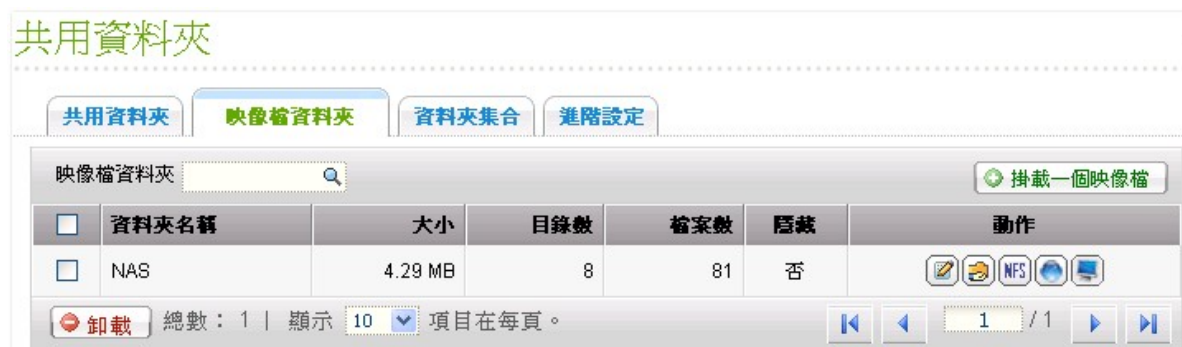 共用資料夾
共用資料夾 映像檔資料夾 資料夾集合 進階設定
映像檔資料夾 掛載一個映像檔
資料夾名稱 大小 目錄數 檔案數 隱藏 動作
NAS 4.29 MB 8 81 否 NFS
卸載 總數： 1 | 顯示 10 項目在每頁。 1 / 1